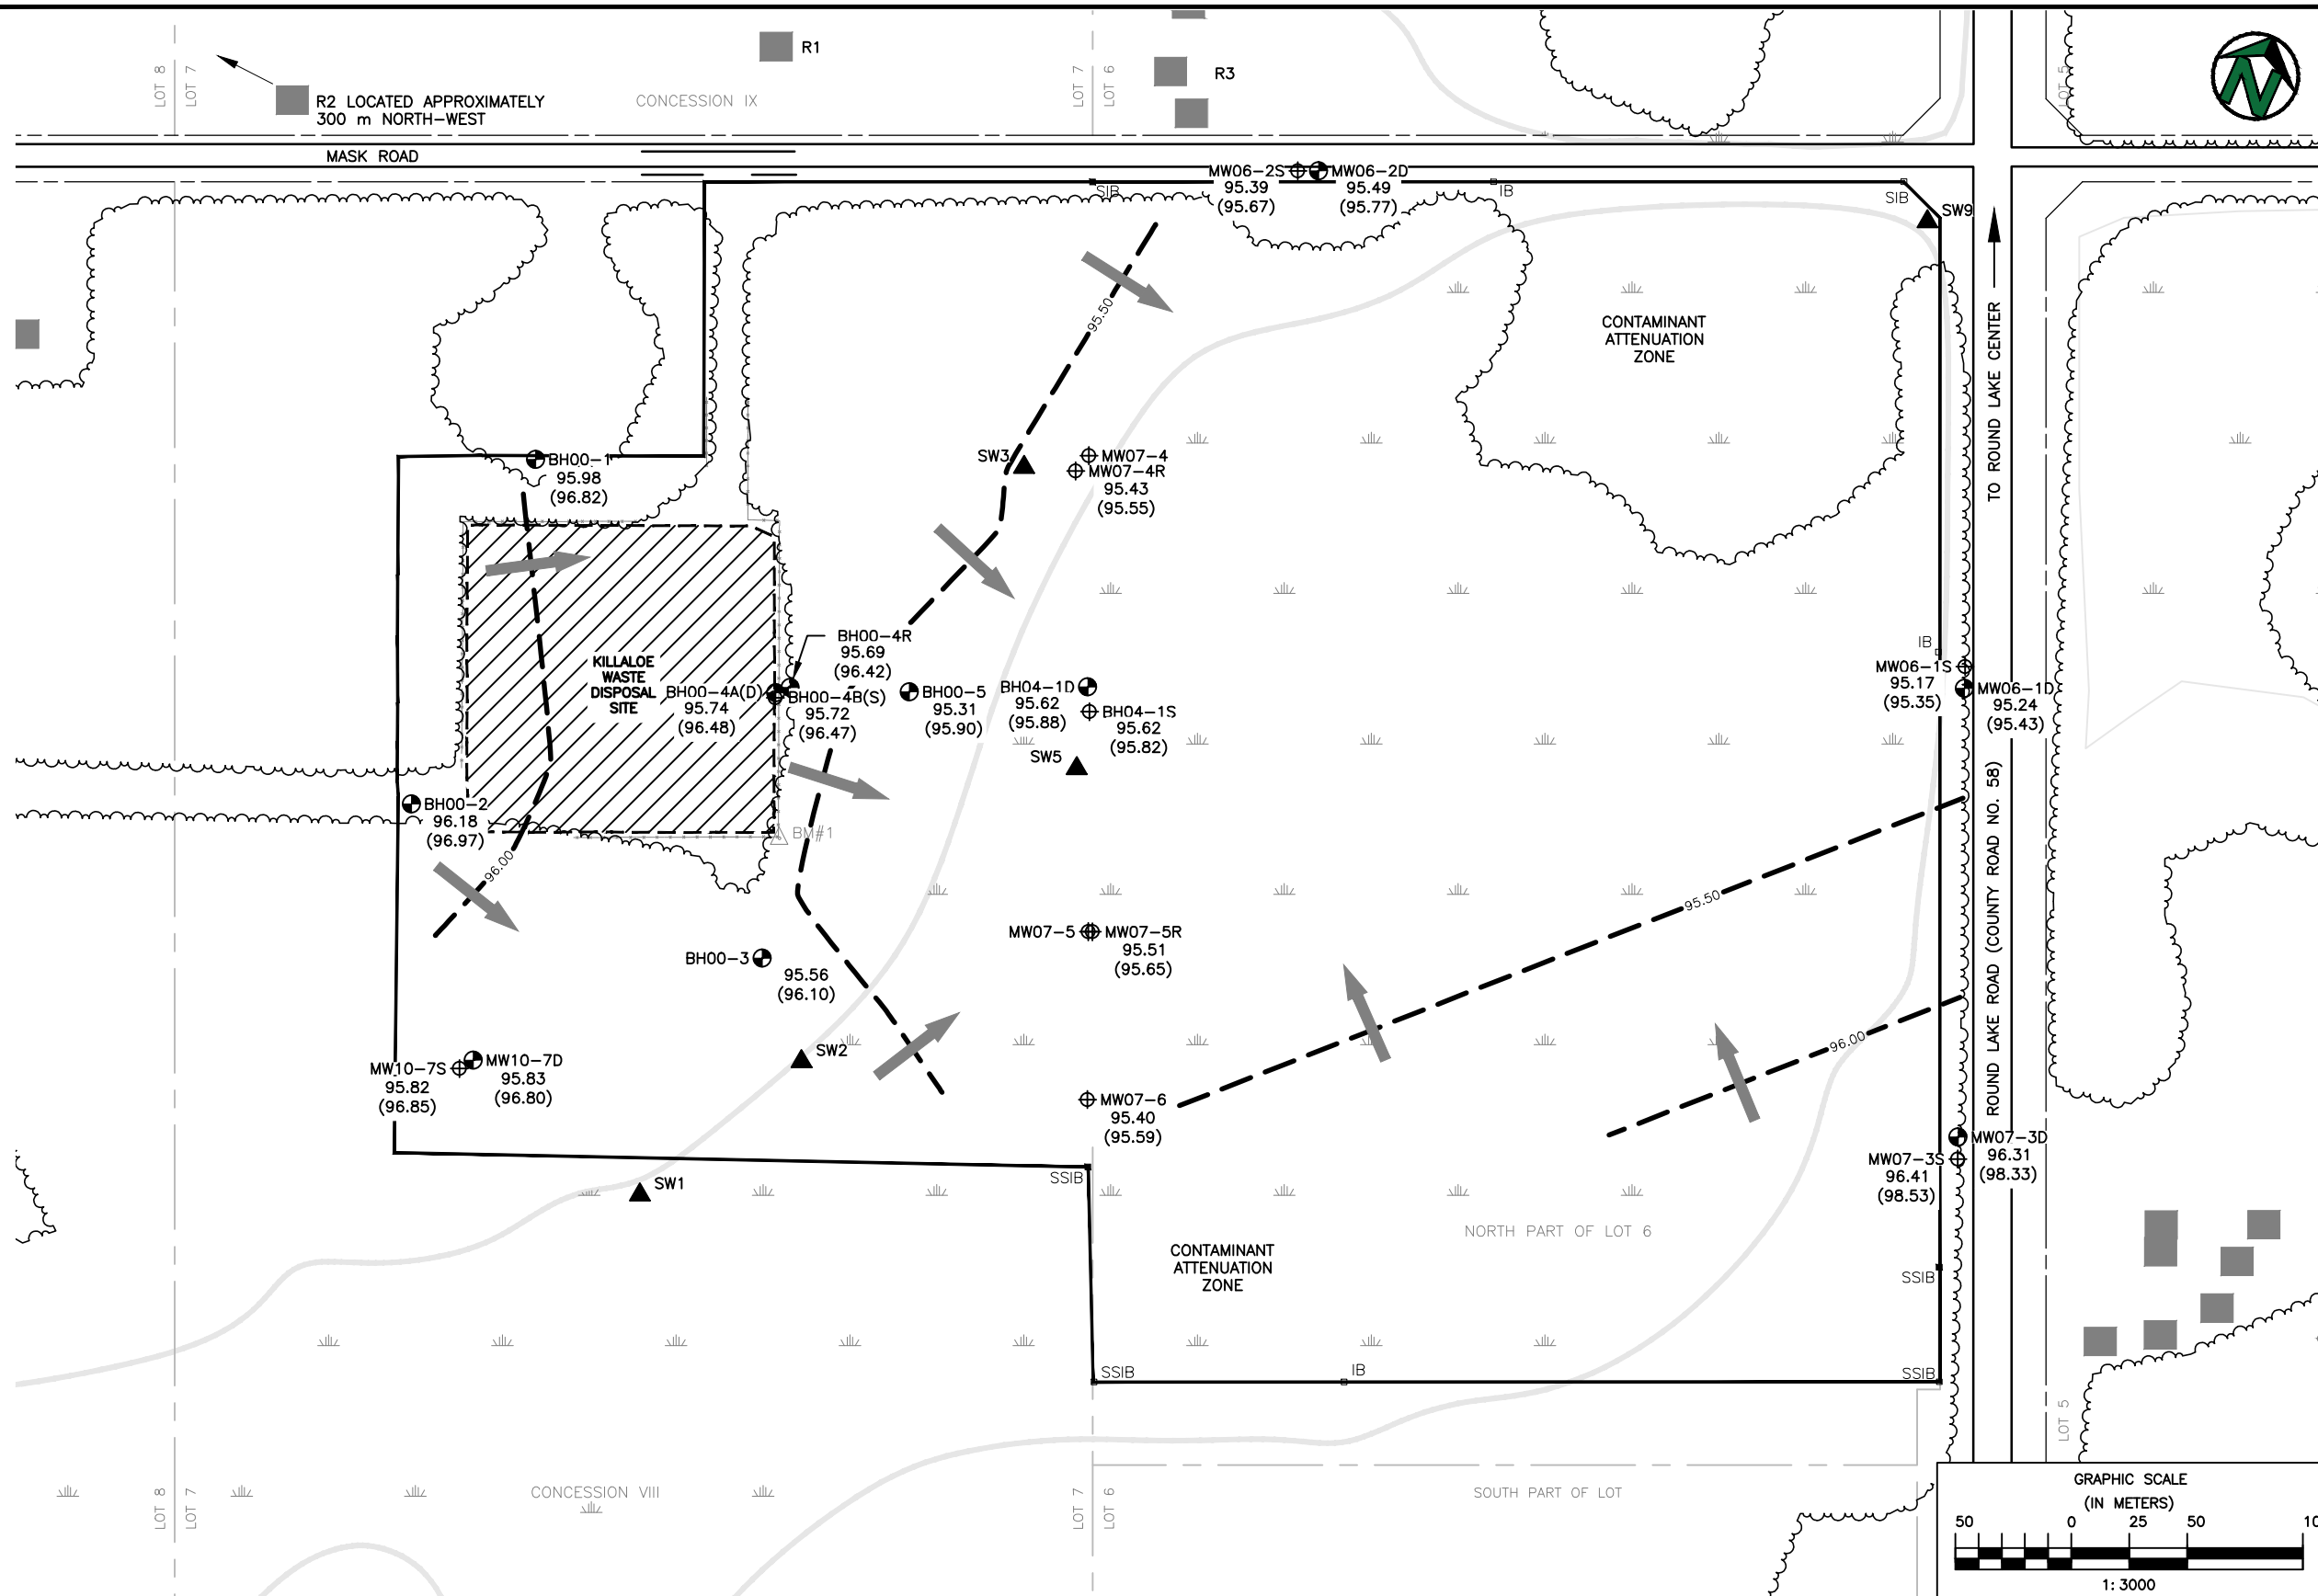 R1
R3
LOT 8
LOT 7
R2 LOCATED APPROXIMATELY
300 m NORTH-WEST
CONCESSION IX
LOT 7
LOT 6
LOT 5
MASK ROAD
MW06-2S
95.39
(95.67)
MW06-2D
95.49
(95.77)
SIB
IB
SIB
SW9
95.50
CONTAMINANT
ATTENUATION
ZONE
TO ROUND LAKE CENTER
BH00-1
95.98
(96.82)
SW3
MW07-4
MW07-4R
95.43
(95.55)
KILLALOE
WASTE
DISPOSAL
SITE
BH00-4R
95.69
(96.42)
BH00-4A(D)
95.74
(96.48)
BH00-4B(S)
95.72
(96.47)
BH00-5
95.31
(95.90)
BH04-1D
95.62
(95.88)
BH04-1S
95.62
(95.82)
SW5
IB
MW06-1S
95.17
(95.35)
MW06-1D
95.24
(95.43)
BH00-2
96.18
(96.97)
96.00
BM#1
95.50
ROUND LAKE ROAD (COUNTY ROAD NO. 58)
BH00-3
95.56
(96.10)
MW07-5
MW07-5R
95.51
(95.65)
96.00
MW10-7S
95.82
(96.85)
MW10-7D
95.83
(96.80)
SW2
MW07-6
95.40
(95.59)
MW07-3D
96.31
(98.33)
MW07-3S
96.41
(98.53)
SSIB
SW1
NORTH PART OF LOT 6
CONTAMINANT
ATTENUATION
ZONE
SSIB
SSIB
IB
SSIB
LOT 5
LOT 8
LOT 7
CONCESSION VIII
LOT 7
LOT 6
SOUTH PART OF LOT
GRAPHIC SCALE
(IN METERS)
50 0 25 50 10
1:3000